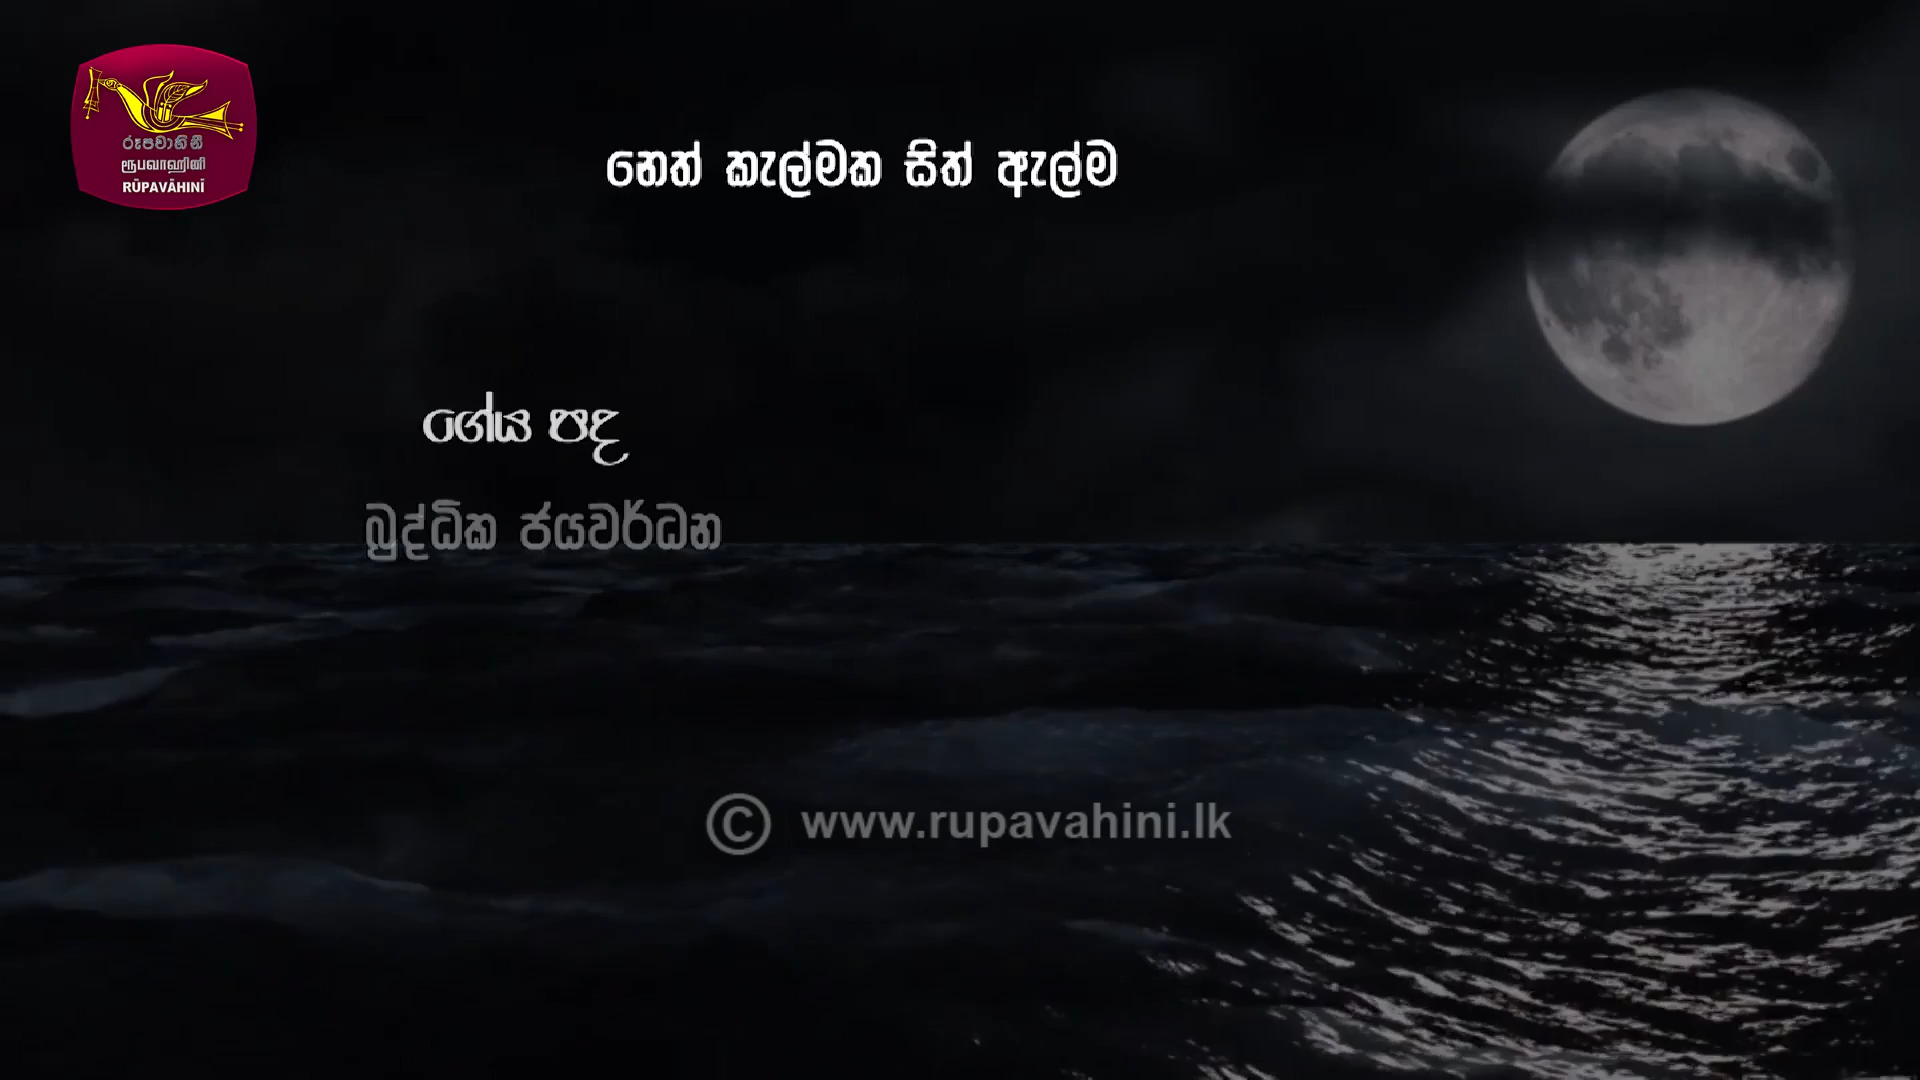 රූපවාහිනී
ரூபவாஹினி
RŪPAVĀHINĪ
නෙත් කැල්මක සිත් ඇල්ම
ගේය පද
බුද්ධික ජයවර්ධන
© www.rupavahini.lk